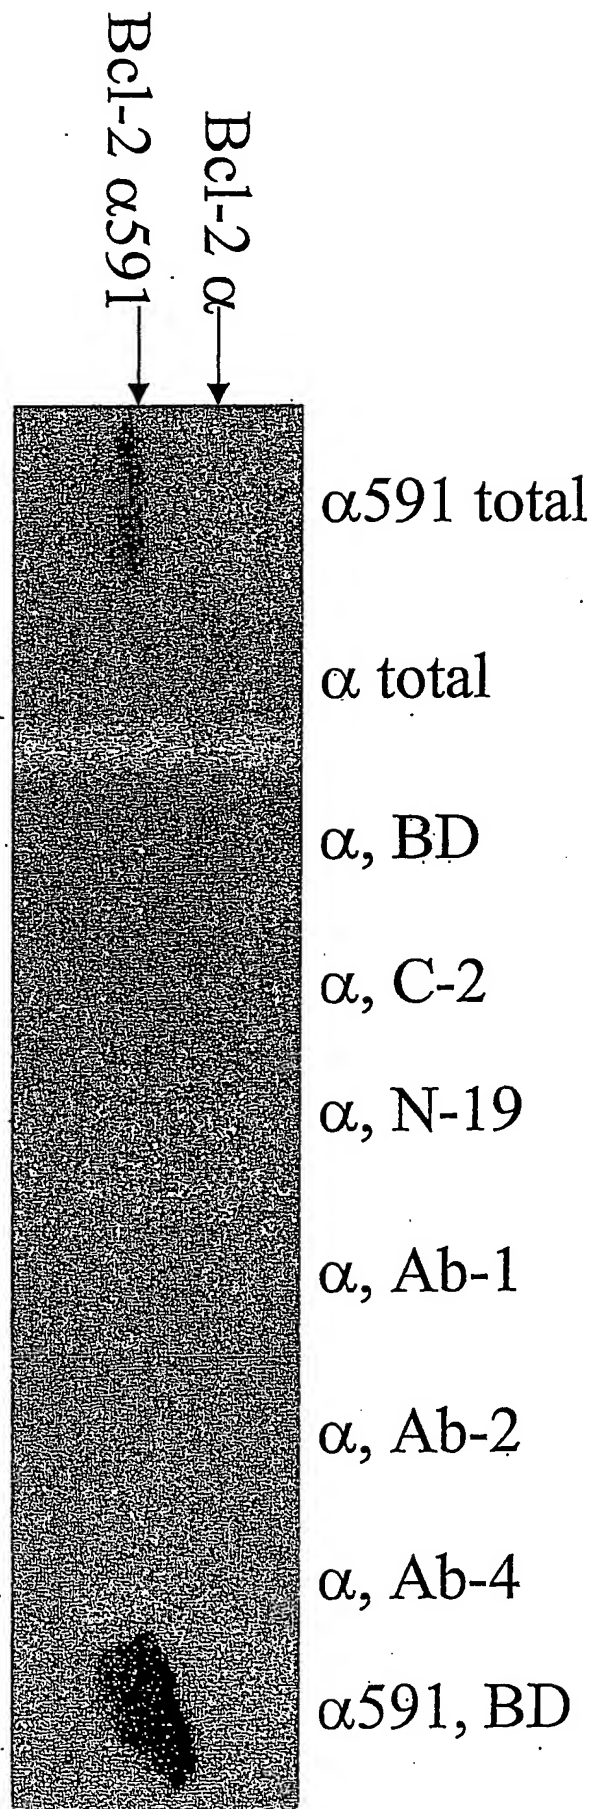 Bcl-2 α
Bcl-2 α591
α591 total
α total
α, BD
α, C-2
α, N-19
α, Ab-1
α, Ab-2
α, Ab-4
α591, BD